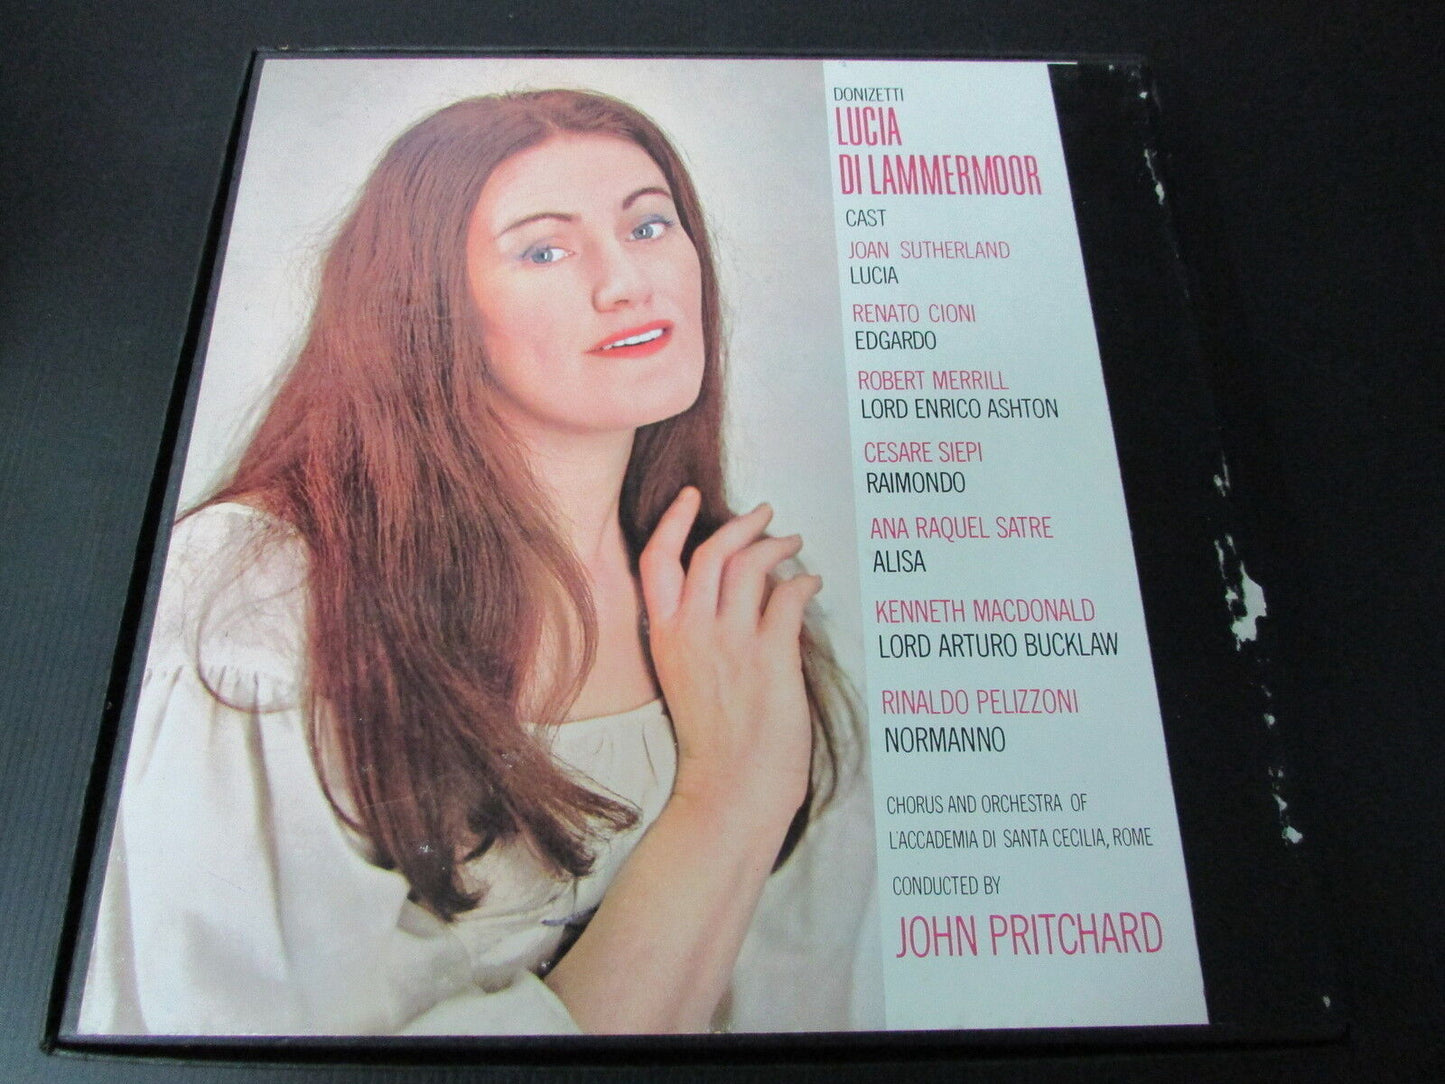 DONIZETTI
LUCIA
DI LAMMERMOOR
CAST
JOAN SUTHERLAND
LUCIA
RENATO CIONI
EDGARDO
ROBERT MERRILL
LORD ENRICO ASHTON
CESARE SIEPI
RAIMONDO
ANA RAQUEL SATRE
ALISA
KENNETH MACDONALD
LORD ARTURO BUCKLAW
RINALDO PELIZZONI
NORMANNO
CHORUS AND ORCHESTRA OF
L'ACCADEMIA DI SANTA CECILIA, ROME
CONDUCTED BY
JOHN PRITCHARD